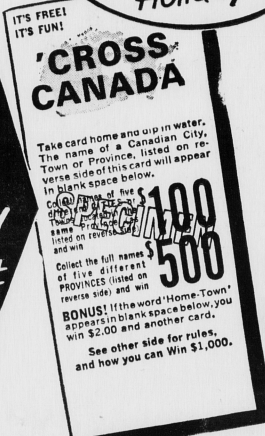 Holiday
IT'S FREE!
IT'S FUN!
'CROSS
CANADA
Take card home and dip in water.
The name of a Canadian City,
Town or Province, listed on re-
verse side of this card will appear
in blank space below.
of five
$100
SPECIMEN
same
listed on reverse side)
and win
Collect the full names
of five different
PROVINCES (listed on
reverse side) and win
$500
BONUS! If the word 'Home-Town'
appears in blank space below, you
win $2.00 and another card.
See other side for rules,
and how you can Win $1,000.